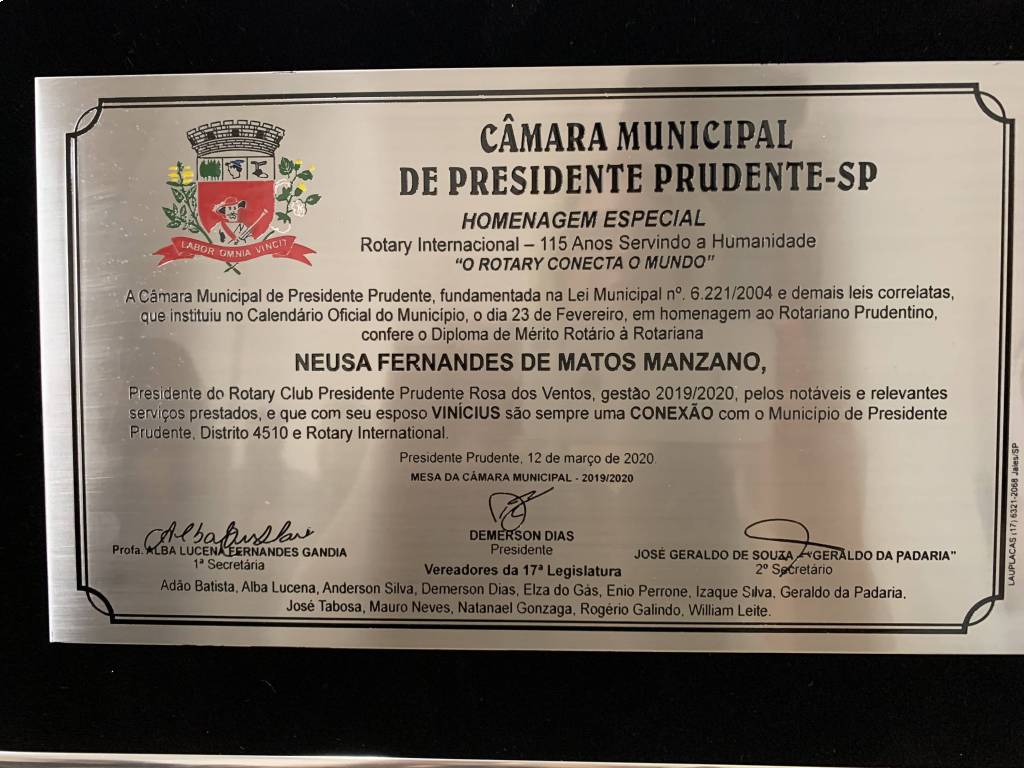 CÂMARA MUNICIPAL
DE PRESIDENTE PRUDENTE-SP
HOMENAGEM ESPECIAL
Rotary Internacional – 115 Anos Servindo a Humanidade
"O ROTARY CONECTA O MUNDO"
LABOR OMNIA VINCIT
A Câmara Municipal de Presidente Prudente, fundamentada na Lei Municipal nº. 6.221/2004 e demais leis correlatas,
que instituiu no Calendário Oficial do Município, o dia 23 de Fevereiro, em homenagem ao Rotariano Prudentino,
confere o Diploma de Mérito Rotário à Rotariana
NEUSA FERNANDES DE MATOS MANZANO,
Presidente do Rotary Club Presidente Prudente Rosa dos Ventos, gestão 2019/2020, pelos notáveis e relevantes
serviços prestados, e que com seu esposo VINÍCIUS são sempre uma CONEXÃO com o Município de Presidente
Prudente, Distrito 4510 e Rotary International.
Presidente Prudente, 12 de março de 2020.
MESA DA CÂMARA MUNICIPAL - 2019/2020
Profa. ALBA LUCENA FERNANDES GANDIA
1ª Secretária
DEMERSON DIAS
Presidente
JOSÉ GERALDO DE SOUZA - "GERALDO DA PADARIA"
2º Secretário
Vereadores da 17ª Legislatura
Adão Batista, Alba Lucena, Anderson Silva, Demerson Dias, Elza do Gás, Enio Perrone, Izaque Silva, Geraldo da Padaria,
José Tabosa, Mauro Neves, Natanael Gonzaga, Rogério Galindo, William Leite.
LAUPLACAS (17) 6321-2068 Jales/SP